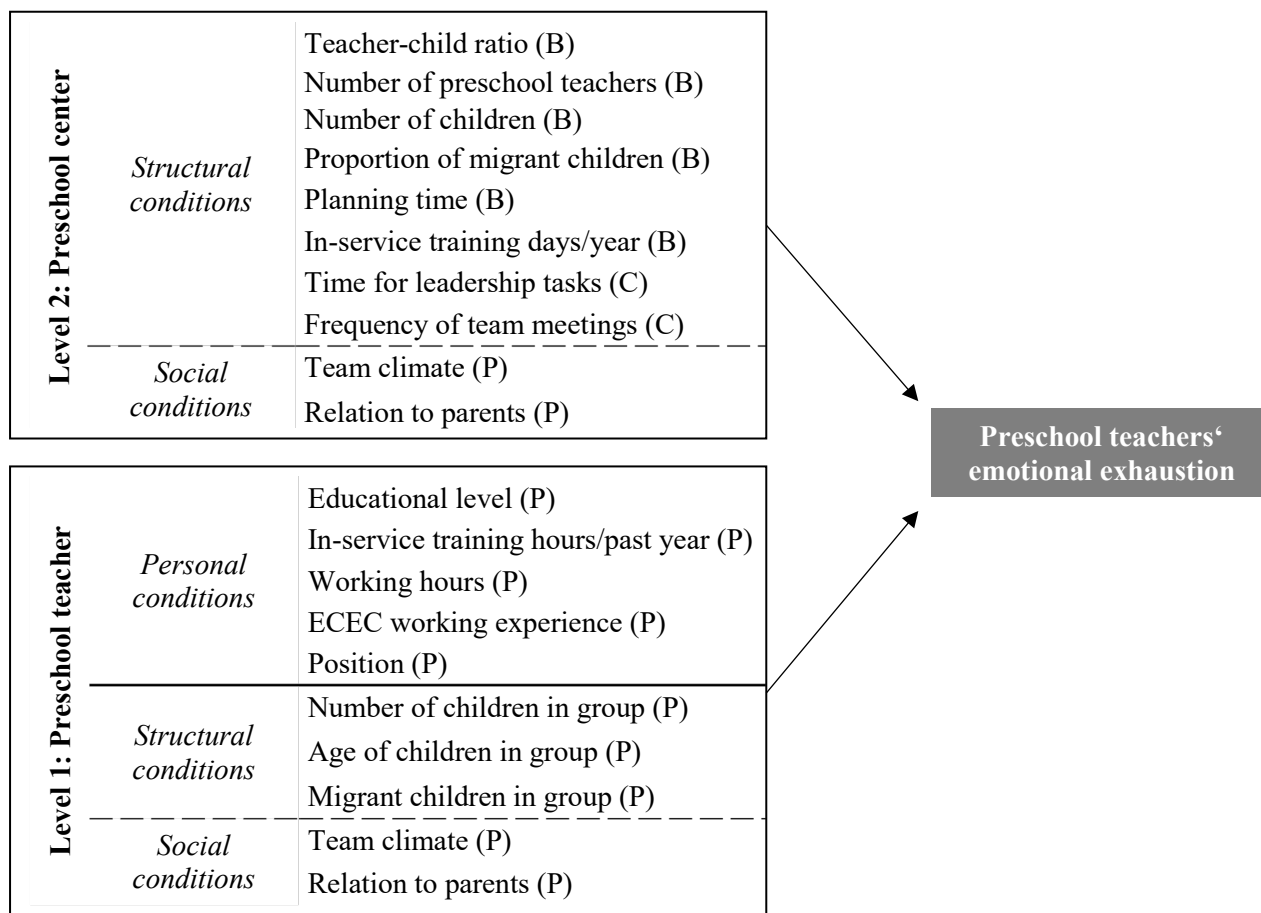 Level 2: Preschool center
Structural
conditions
Teacher-child ratio (B)
Number of preschool teachers (B)
Number of children (B)
Proportion of migrant children (B)
Planning time (B)
In-service training days/year (B)
Time for leadership tasks (C)
Frequency of team meetings (C)
Social
conditions
Team climate (P)
Relation to parents (P)
Level 1: Preschool teacher
Personal
conditions
Educational level (P)
In-service training hours/past year (P)
Working hours (P)
ECEC working experience (P)
Position (P)
Structural
conditions
Number of children in group (P)
Age of children in group (P)
Migrant children in group (P)
Social
conditions
Team climate (P)
Relation to parents (P)
Preschool teachers‘
emotional exhaustion